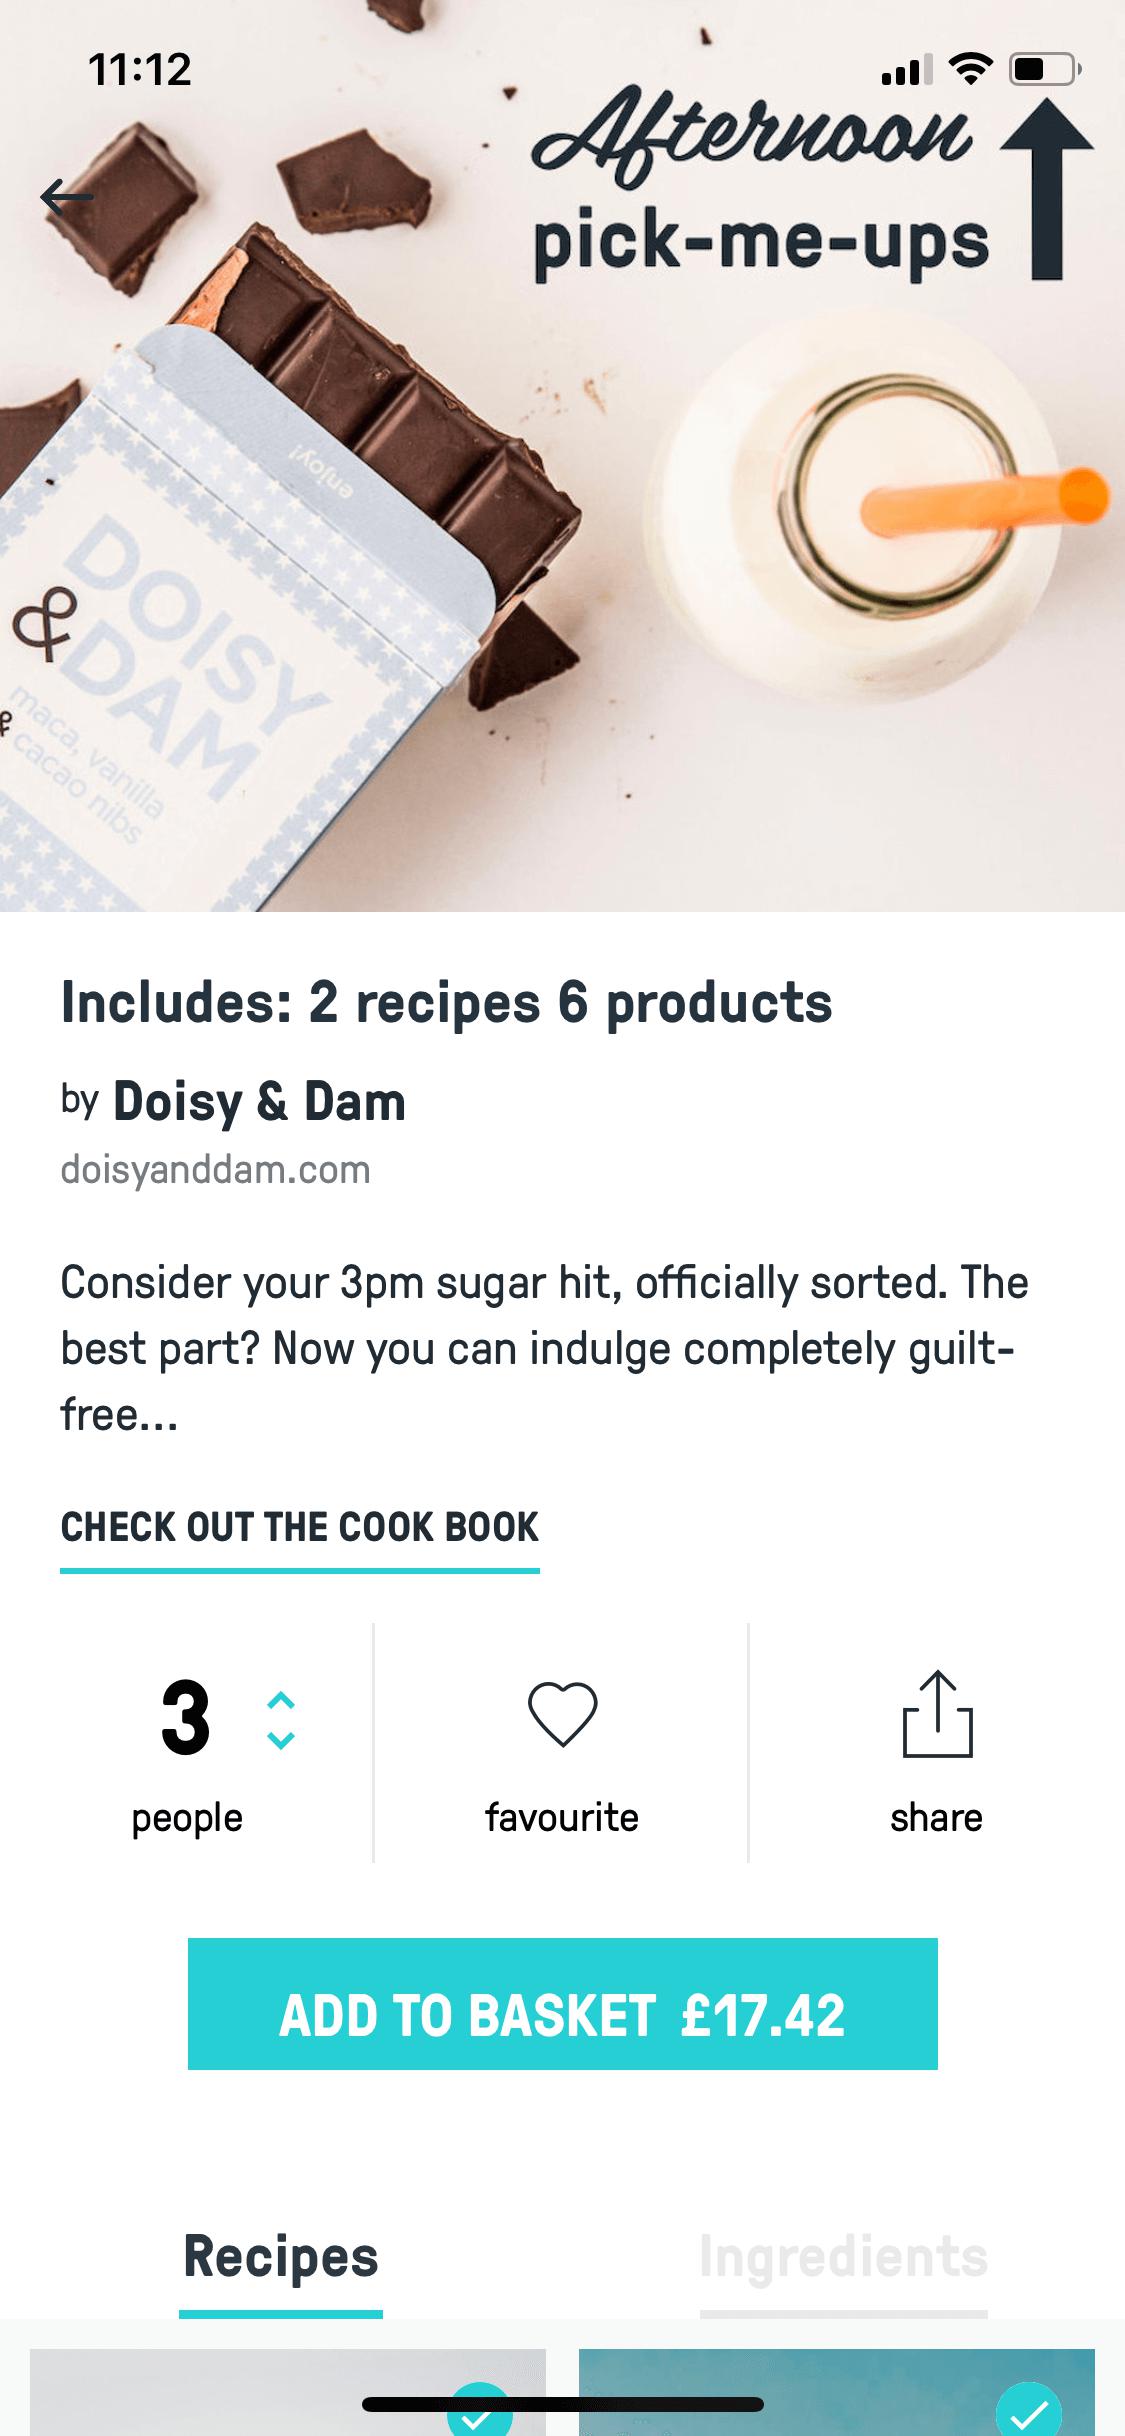 11:12
Afternoon
pick-me-ups
enjoy!
DOISY
& DAM
maca, vanilla
& cacao nibs
Includes: 2 recipes 6 products
by Doisy & Dam
doisyanddam.com
Consider your 3pm sugar hit, officially sorted. The
best part? Now you can indulge completely guilt-
free...
CHECK OUT THE COOK BOOK
3
people
favourite
share
ADD TO BASKET £17.42
Recipes
Ingredients